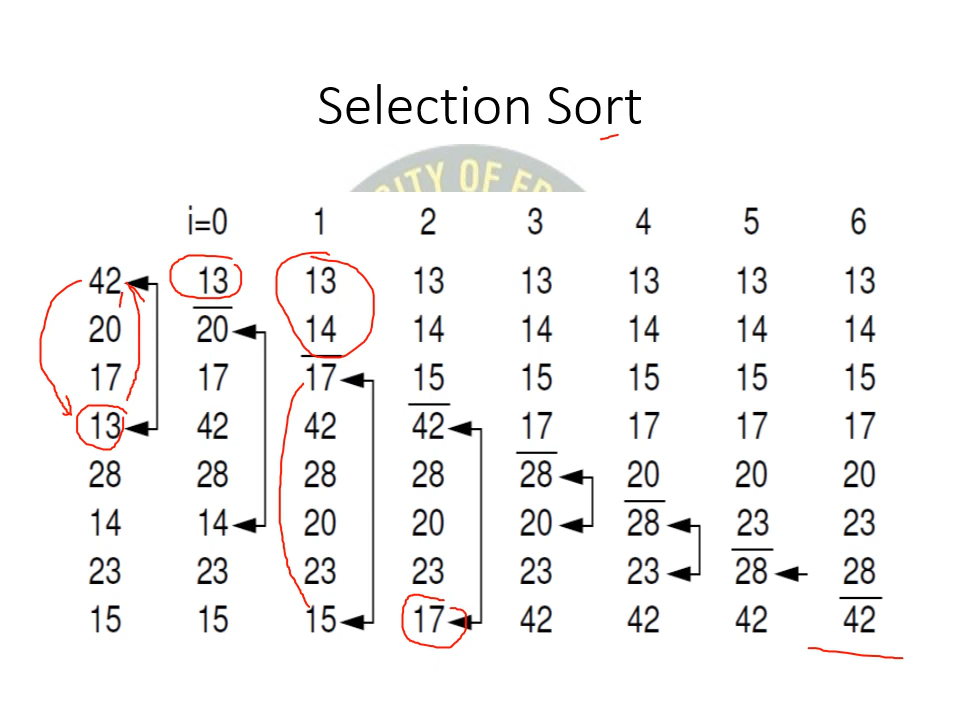 Selection Sort
ITY OF
i=0 1 2 3 4 5 6
42 13 13 13 13 13 13 13
20 20 14 14 14 14 14 14
17 17 17 15 15 15 15 15
13 42 42 42 17 17 17 17
28 28 28 28 28 20 20 20
14 14 20 20 20 28 23 23
23 23 23 23 23 23 28 28
15 15 15 17 42 42 42 42